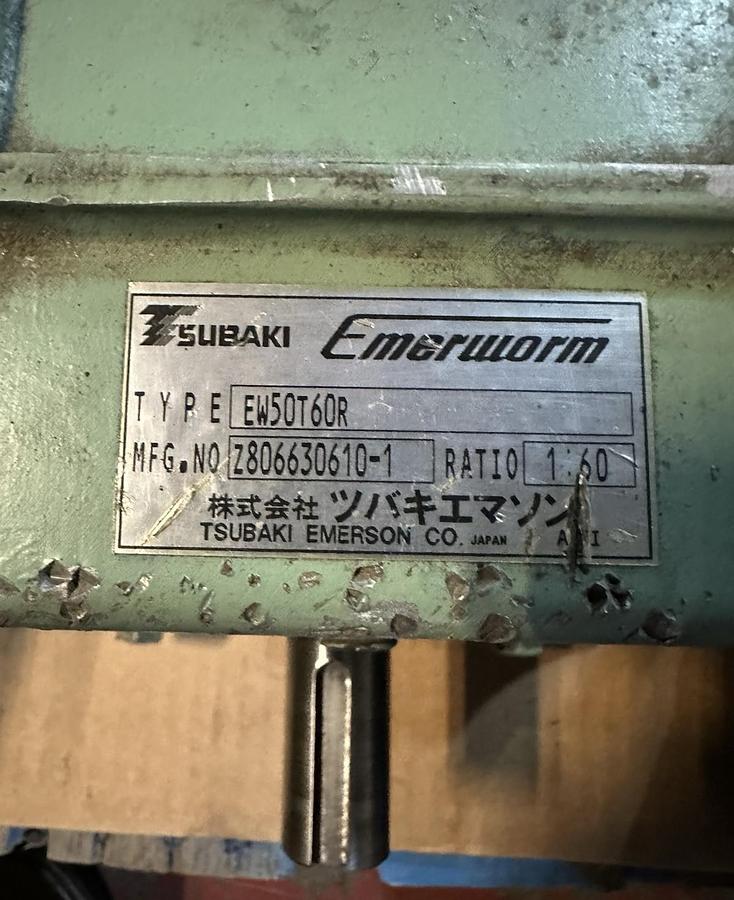 TSUBAKI Emerworm
TYPE EW50T60R
MFG.NO Z806630610-1 RATIO 1:60
株式会社 ツバキエマソン
TSUBAKI EMERSON CO. JAPAN